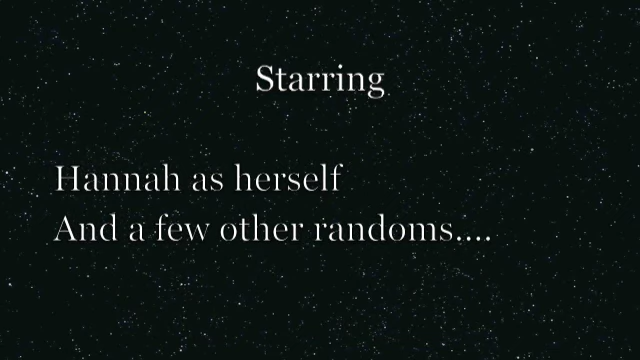 Starring
Hannah as herself
And a few other randoms....